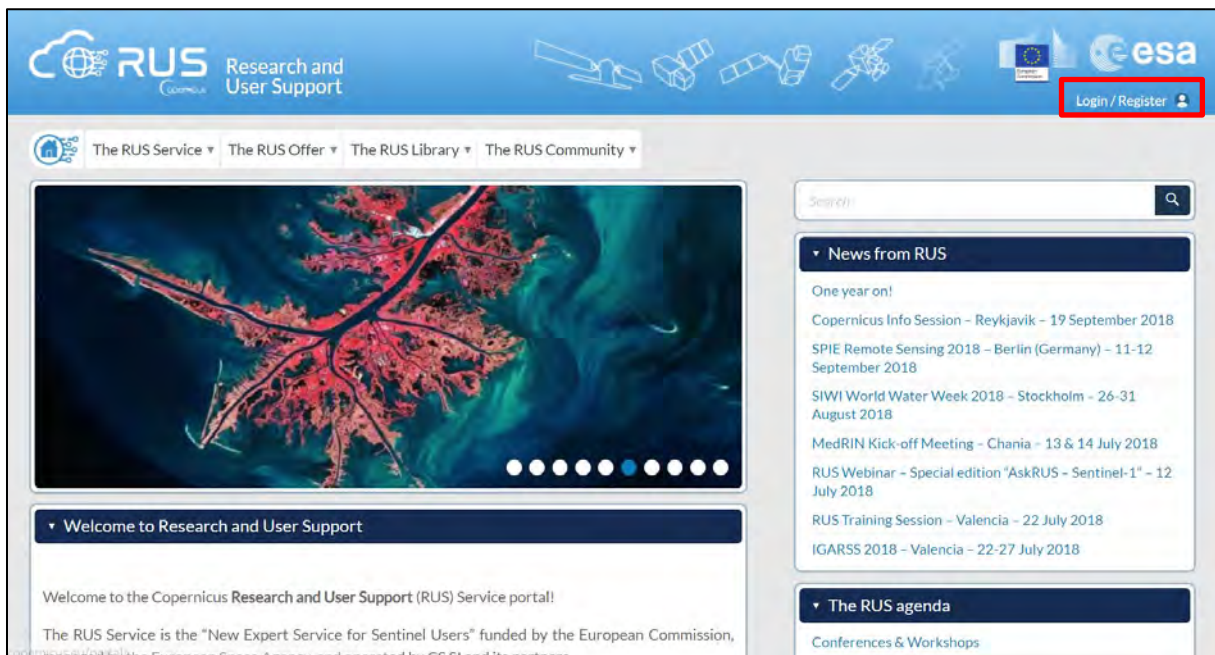 RUS
Copernicus
Research and
User Support
European
Commission
esa
Login / Register
The RUS Service
The RUS Offer
The RUS Library
The RUS Community
Search
News from RUS
One year on!
Copernicus Info Session – Reykjavik – 19 September 2018
SPIE Remote Sensing 2018 – Berlin (Germany) – 11-12
September 2018
SIWI World Water Week 2018 – Stockholm – 26-31
August 2018
MedRIN Kick-off Meeting – Chania – 13 & 14 July 2018
RUS Webinar – Special edition "AskRUS – Sentinel-1" – 12
July 2018
RUS Training Session – Valencia – 22 July 2018
IGARSS 2018 – Valencia – 22-27 July 2018
Welcome to Research and User Support
Welcome to the Copernicus Research and User Support (RUS) Service portal!
The RUS Service is the "New Expert Service for Sentinel Users" funded by the European Commission,
The RUS agenda
Conferences & Workshops